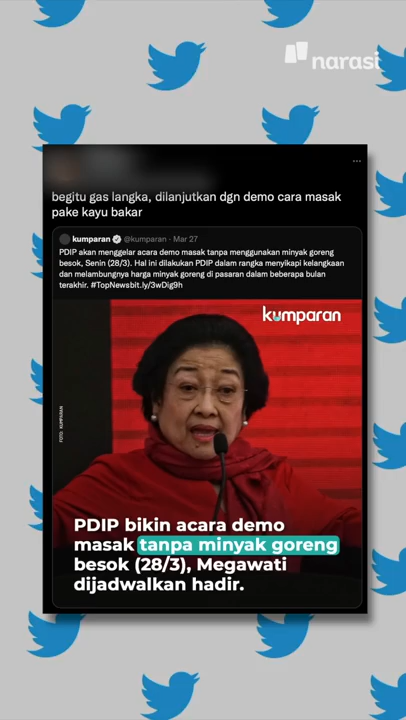 narasi
begitu gas langka, dilanjutkan dgn demo cara masak
pake kayu bakar
kumparan @kumparan · Mar 27
PDIP akan menggelar acara demo masak tanpa menggunakan minyak goreng
besok, Senin (28/3). Hal ini dilakukan PDIP dalam rangka menyikapi kelangkaan
dan melambungnya harga minyak goreng di pasaran dalam beberapa bulan
terakhir. #TopNewsbit.ly/3wDig9h
kumparan
FOTO: KUMPARAN
PDIP bikin acara demo
masak tanpa minyak goreng
besok (28/3), Megawati
dijadwalkan hadir.